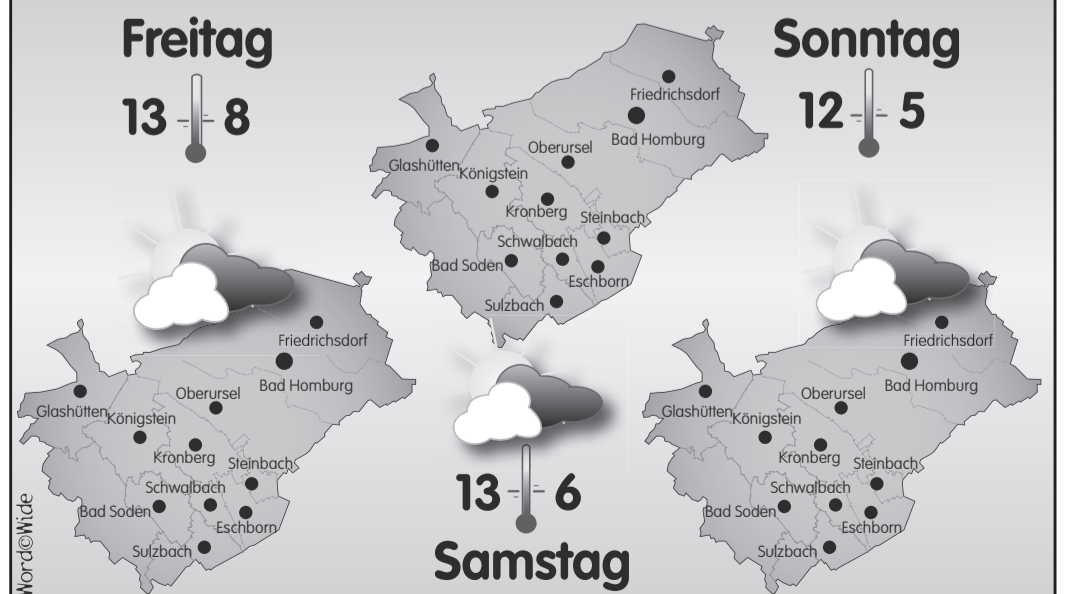 Freitag
13 8
Friedrichsdorf
Bad Homburg
Oberursel
Glashütten
Königstein
Kronberg
Steinbach
Schwalbach
Bad Soden
Eschborn
Sulzbach
Word©Wide
Friedrichsdorf
Bad Homburg
Oberursel
Glashütten
Königstein
Kronberg
Steinbach
Schwalbach
Bad Soden
Eschborn
Sulzbach
13 6
Samstag
Sonntag
12 5
Friedrichsdorf
Bad Homburg
Oberursel
Glashütten
Königstein
Kronberg
Steinbach
Schwalbach
Bad Soden
Eschborn
Sulzbach